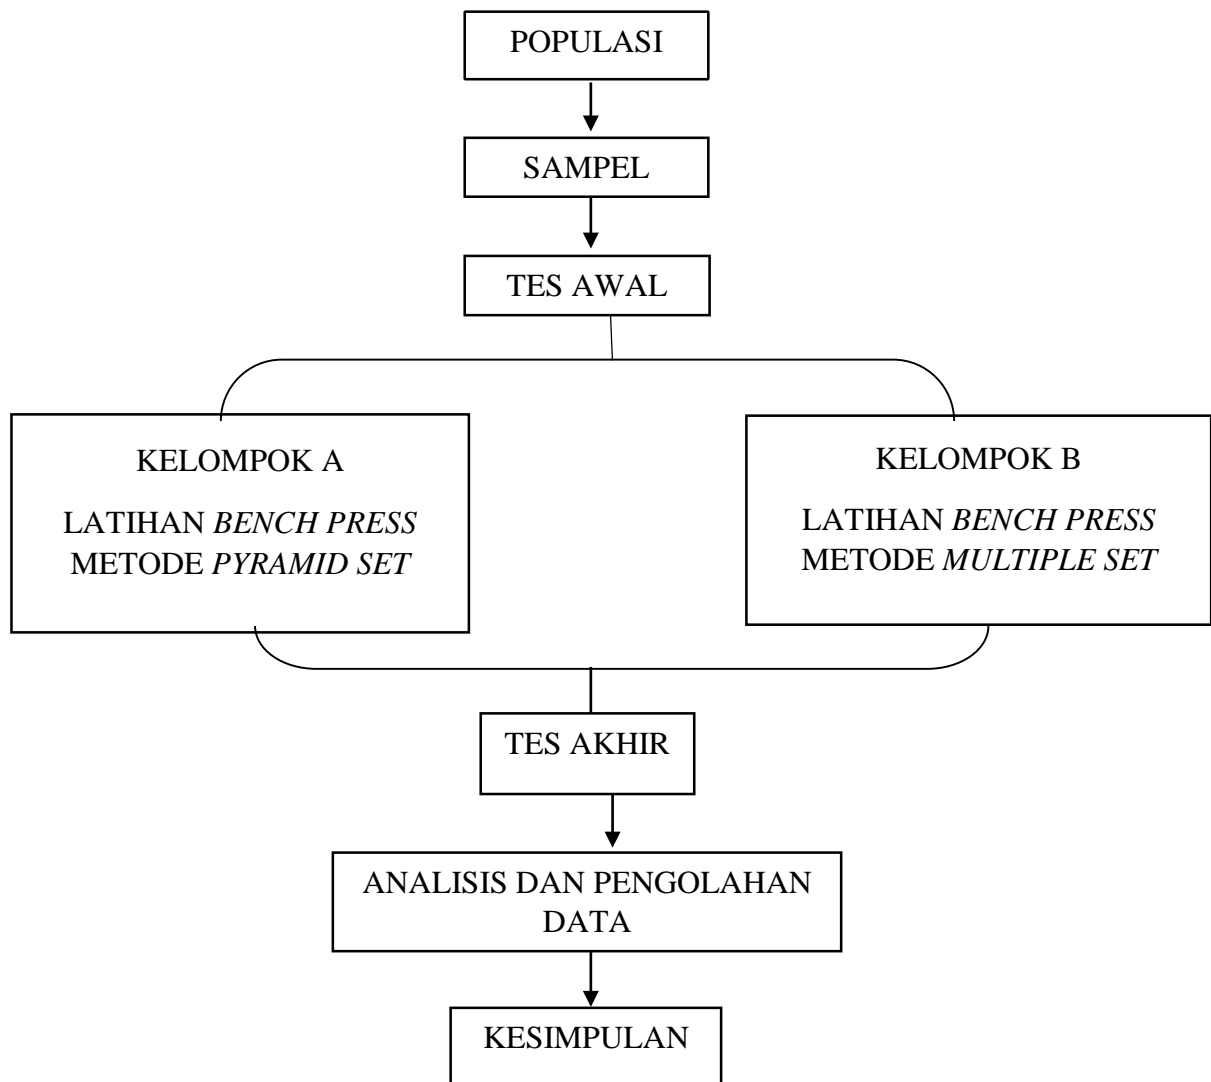 POPULASI
SAMPEL
TES AWAL
KELOMPOK A
LATIHAN BENCH PRESS
METODE PYRAMID SET
KELOMPOK B
LATIHAN BENCH PRESS
METODE MULTIPLE SET
TES AKHIR
ANALISIS DAN PENGOLAHAN
DATA
KESIMPULAN